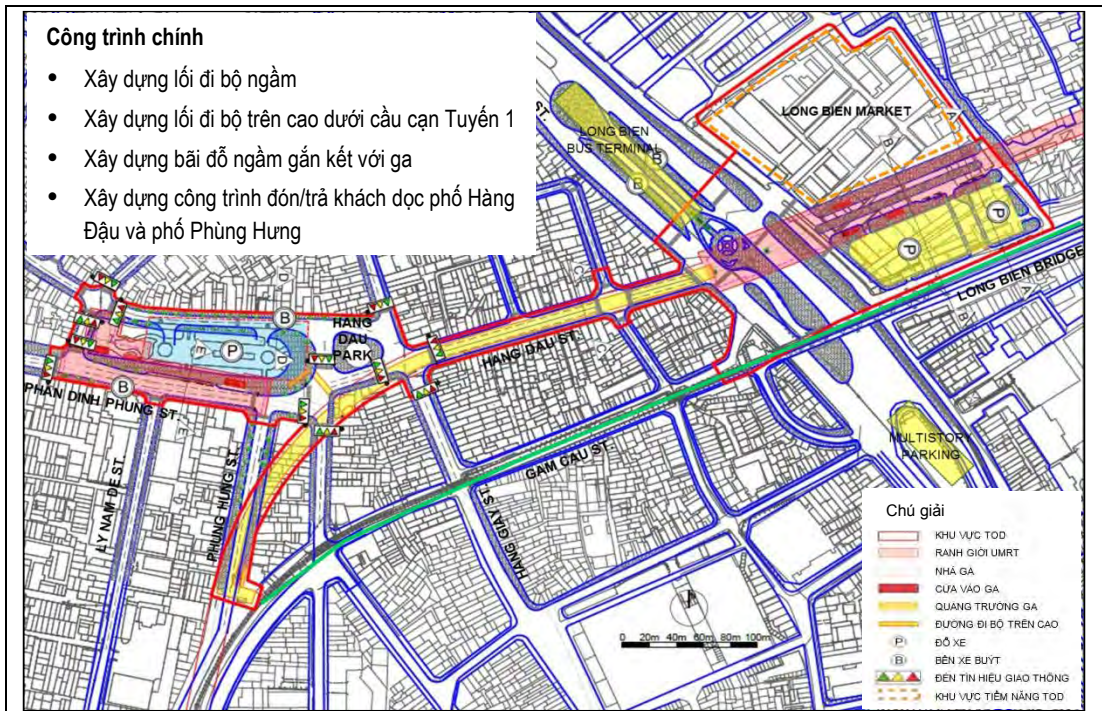 Công trình chính
• Xây dựng lối đi bộ ngầm
• Xây dựng lối đi bộ trên cao dưới cầu cạn Tuyến 1
• Xây dựng bãi đỗ ngầm gắn kết với ga
• Xây dựng công trình đón/trả khách dọc phố Hàng
Đậu và phố Phùng Hưng
ST.
LONG BIEN
BUS TERMINAL
B
B
LONG BIEN MARKET
A
B
P
P
LONG BIEN BRIDGE
A
B
C
D
B
HANG
DAU
PARK
P
E
D
B
HANG DAU ST.
C
PHAN DINH PHUNG ST.
E
LY NAM DE ST.
PHUNG HUNG ST.
GAM CAU ST.
HANG GIAY ST.
MULTISTORY
PARKING
0 20m 40m 60m 80m 100m
Chú giải
KHU VỰC TOD
RANH GIỚI UMRT
NHÀ GA
CỬA VÀO GA
QUANG TRƯỜNG GA
ĐƯỜNG ĐI BỘ TRÊN CAO
P ĐỖ XE
B BẾN XE BUÝT
ĐÈN TÍN HIỆU GIAO THÔNG
KHU VỰC TIỀM NĂNG TOD